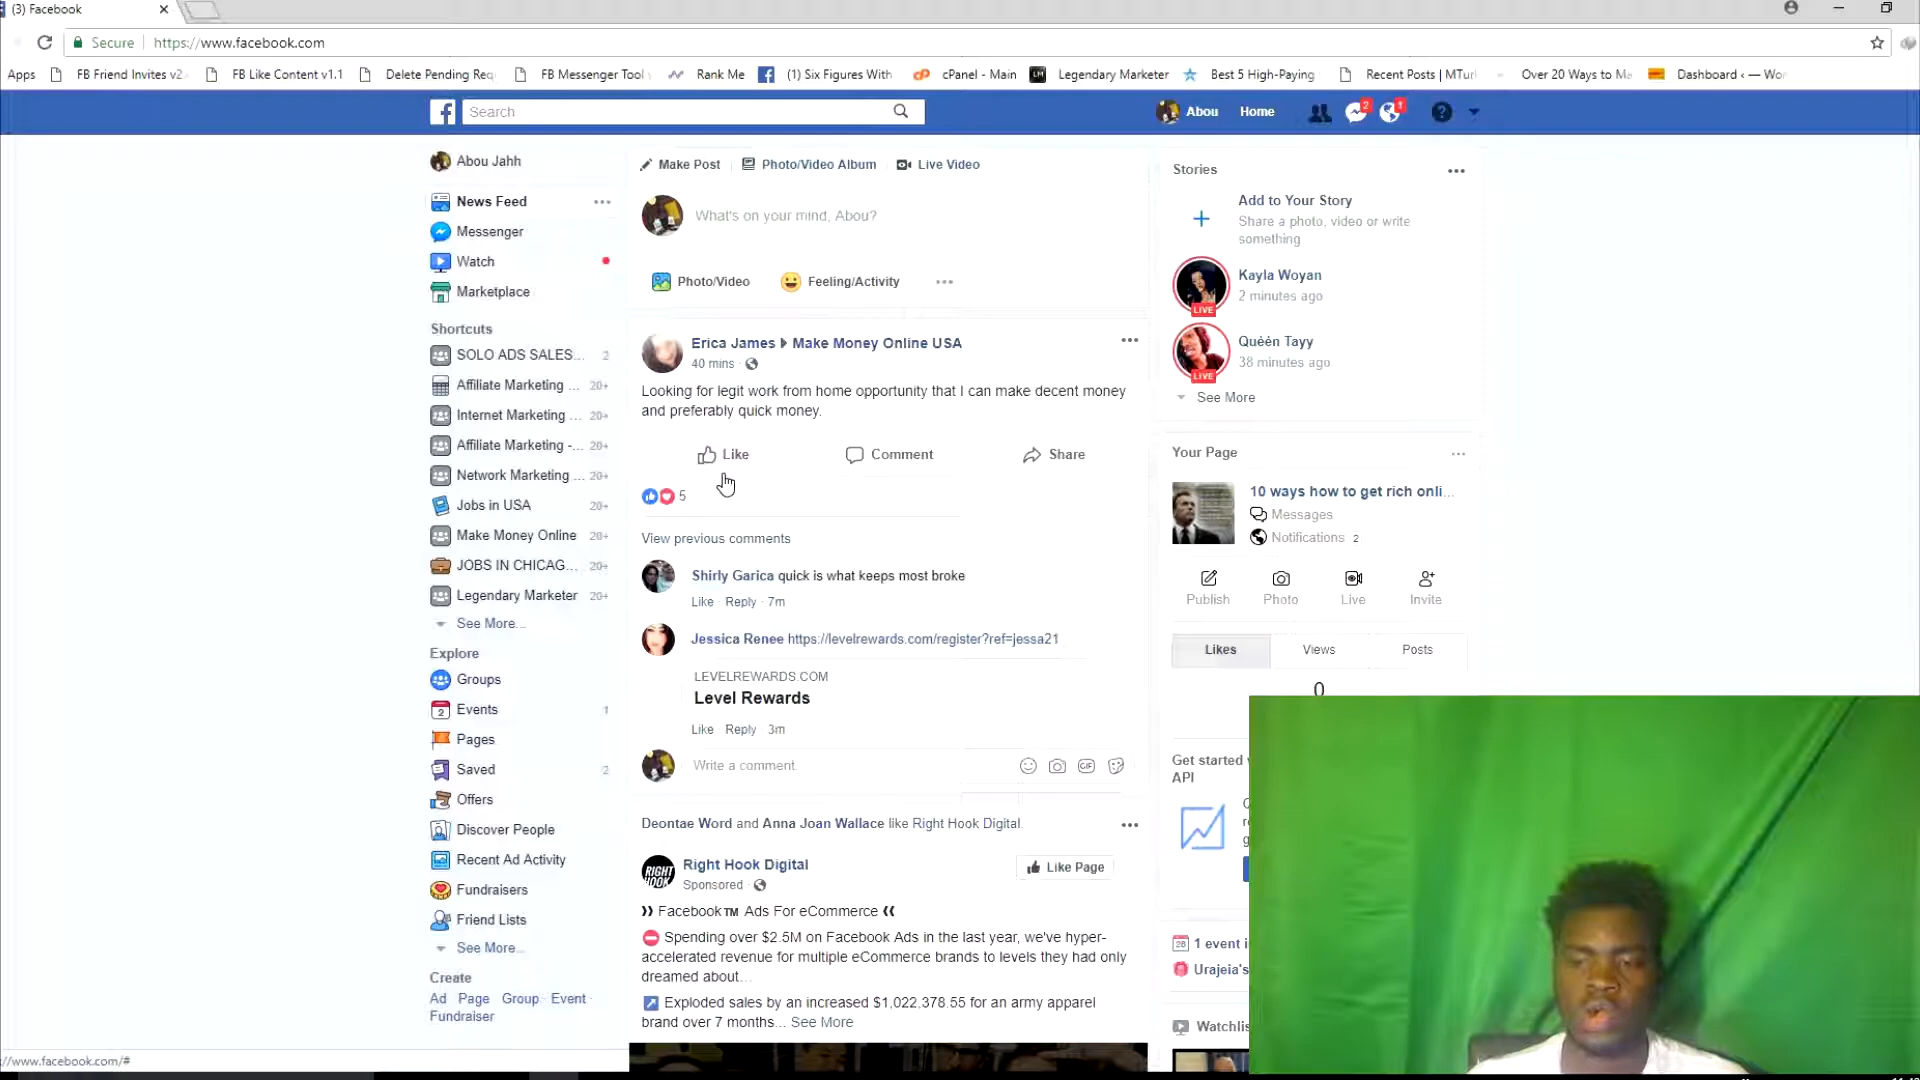 (3) Facebook
Secure https://www.facebook.com
Apps FB Friend Invites v2. FB Like Content v1.1 Delete Pending Req FB Messenger Tool Rank Me (1) Six Figures With cPanel - Main Legendary Marketer Best 5 High-Paying Recent Posts | MTur Over 20 Ways to Ma Dashboard ‹ — Wor
Search
Abou Home 2 1
Abou Jahh
News Feed
Messenger
Watch
Marketplace
Shortcuts
SOLO ADS SALES... 2
Affiliate Marketing ... 20+
Internet Marketing ... 20+
Affiliate Marketing -... 20+
Network Marketing ... 20+
Jobs in USA 20+
Make Money Online 20+
JOBS IN CHICAG... 20+
Legendary Marketer 20+
See More...
Explore
Groups
Events 1
Pages
Saved 2
Offers
Discover People
Recent Ad Activity
Fundraisers
Friend Lists
See More...
Create
Ad Page Group Event
Fundraiser
//www.facebook.com/#
Make Post Photo/Video Album Live Video
What's on your mind, Abou?
Photo/Video Feeling/Activity
Erica James Make Money Online USA
40 mins
Looking for legit work from home opportunity that I can make decent money
and preferably quick money.
Like Comment Share
5
View previous comments
Shirly Garica quick is what keeps most broke
Like Reply 7m
Jessica Renee https://levelrewards.com/register?ref=jessa21
LEVELREWARDS.COM
Level Rewards
Like Reply 3m
Write a comment
GIF
Deontae Word and Anna Joan Wallace like Right Hook Digital.
RIGHT HOOK
Right Hook Digital
Sponsored
Like Page
Facebook™ Ads For eCommerce
Spending over $2.5M on Facebook Ads in the last year, we've hyper-
accelerated revenue for multiple eCommerce brands to levels they had only
dreamed about...
Exploded sales by an increased $1,022,378.55 for an army apparel
brand over 7 months... See More
Stories
Add to Your Story
Share a photo, video or write
something
Kayla Woyan
2 minutes ago
LIVE
Quèén Tayy
38 minutes ago
LIVE
See More
Your Page
10 ways how to get rich onli...
Messages
Notifications 2
Publish Photo Live Invite
Likes Views Posts
0
Get started
API
1 event i
Urajeia's
Watchlis